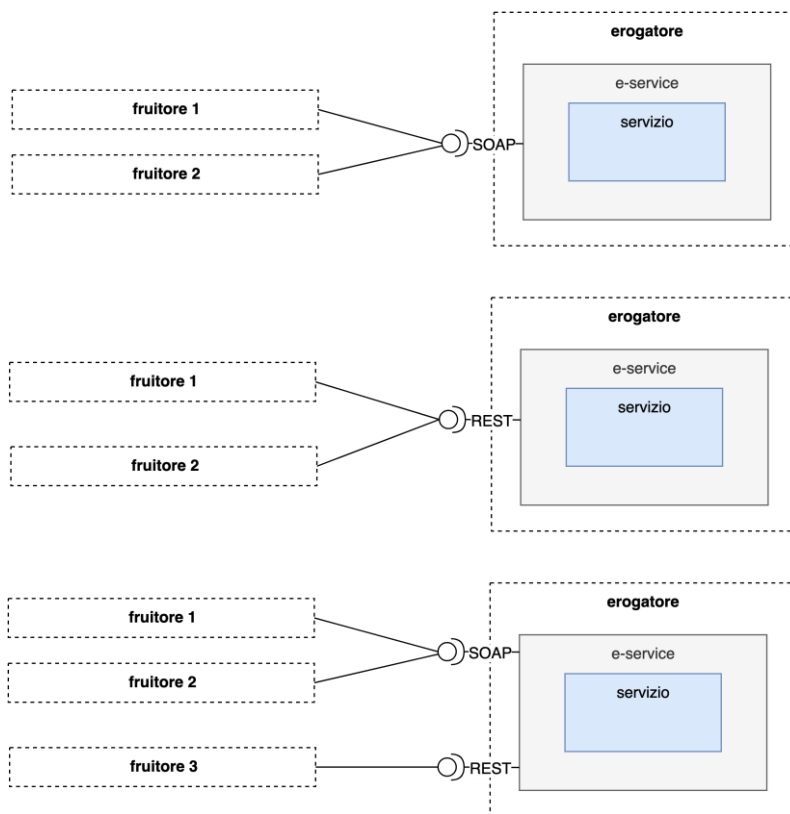 erogatore
e-service
servizio
fruitore 1
fruitore 2
SOAP
erogatore
e-service
servizio
fruitore 1
fruitore 2
REST
erogatore
e-service
servizio
fruitore 1
fruitore 2
SOAP
fruitore 3
REST